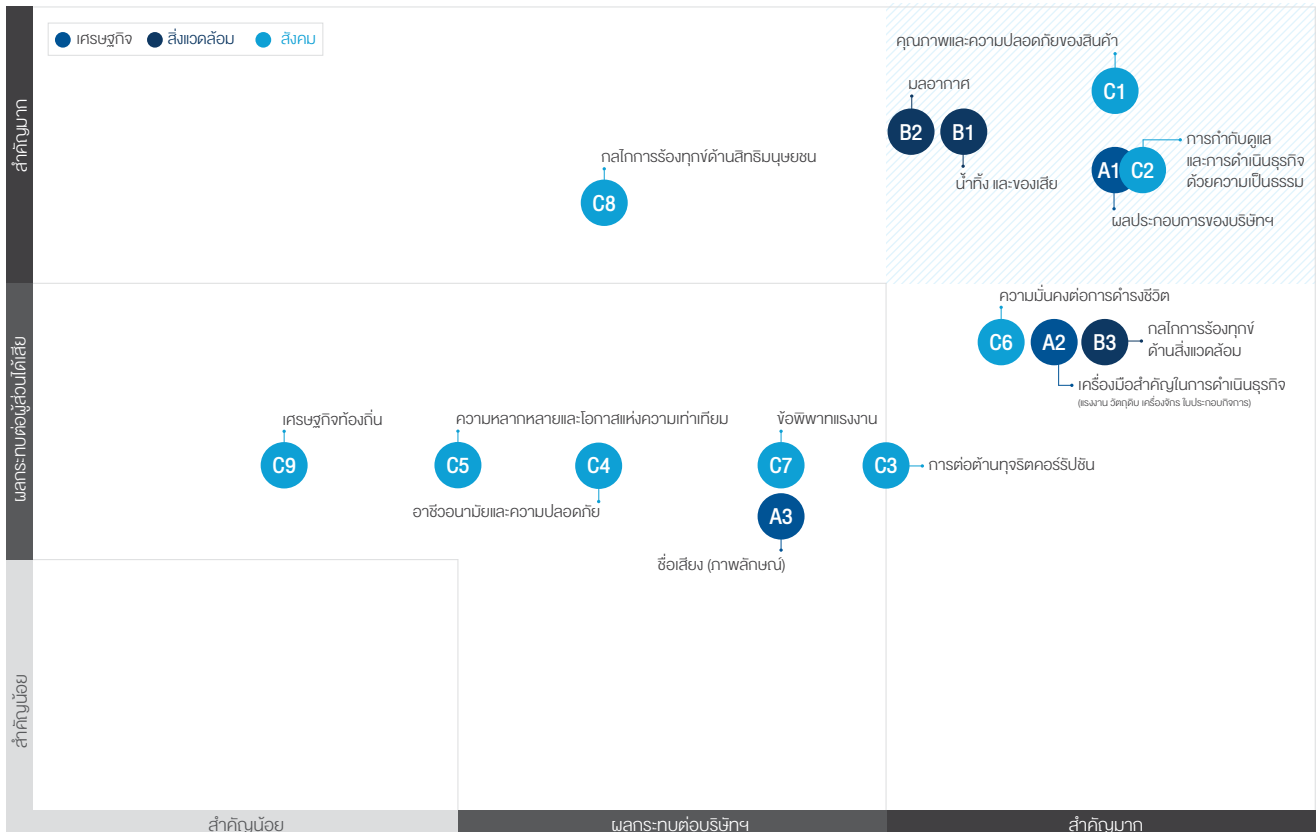 เศรษฐกิจ
สิ่งแวดล้อม
สังคม
คุณภาพและความปลอดภัยของสินค้า
C1
มลอากาศ
B2
B1
น้ำทิ้ง และของเสีย
การกำกับดูแล
และการดำเนินธุรกิจ
ด้วยความเป็นธรรม
A1
C2
ผลประกอบการของบริษัทฯ
กลไกการร้องทุกข์ด้านสิทธิมนุษยชน
C8
สำคัญมาก
ความมั่นคงต่อการดำรงชีวิต
C6
A2
B3
กลไกการร้องทุกข์
ด้านสิ่งแวดล้อม
เครื่องมือสำคัญในการดำเนินธุรกิจ
(แรงงาน วัตถุดิบ เครื่องจักร ใบประกอบกิจการ)
ผลกระทบต่อผู้ส่วนได้เสีย
เศรษฐกิจท้องถิ่น
C9
ความหลากหลายและโอกาสแห่งความเท่าเทียม
C5
C4
อาชีวอนามัยและความปลอดภัย
ข้อพิพาทแรงงาน
C7
C3
การต่อต้านทุจริตคอร์รัปชัน
A3
ชื่อเสียง (ภาพลักษณ์)
สำคัญน้อย
สำคัญน้อย
ผลกระทบต่อบริษัทฯ
สำคัญมาก